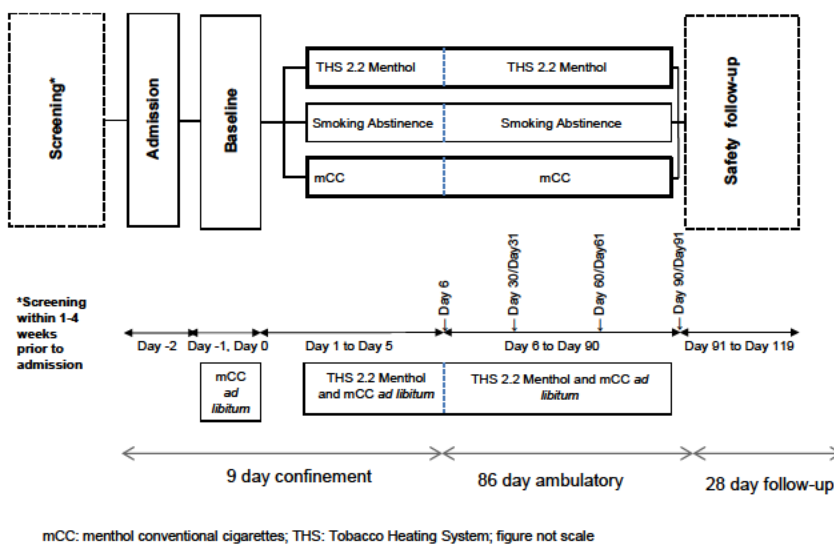 Screening*
Admission
Baseline
THS 2.2 Menthol
THS 2.2 Menthol
Smoking Abstinence
Smoking Abstinence
mCC
mCC
Safety follow-up
*Screening
within 1-4
weeks
prior to
admission
←Day 6
←Day 30/Day31
←Day 60/Day61
←Day 90/Day91
Day -2
Day -1, Day 0
Day 1 to Day 5
Day 6 to Day 90
Day 91 to Day 119
mCC
ad
libitum
THS 2.2 Menthol
and mCC ad libitum
THS 2.2 Menthol and mCC ad
libitum
9 day confinement
86 day ambulatory
28 day follow-up
mCC: menthol conventional cigarettes; THS: Tobacco Heating System; figure not scale